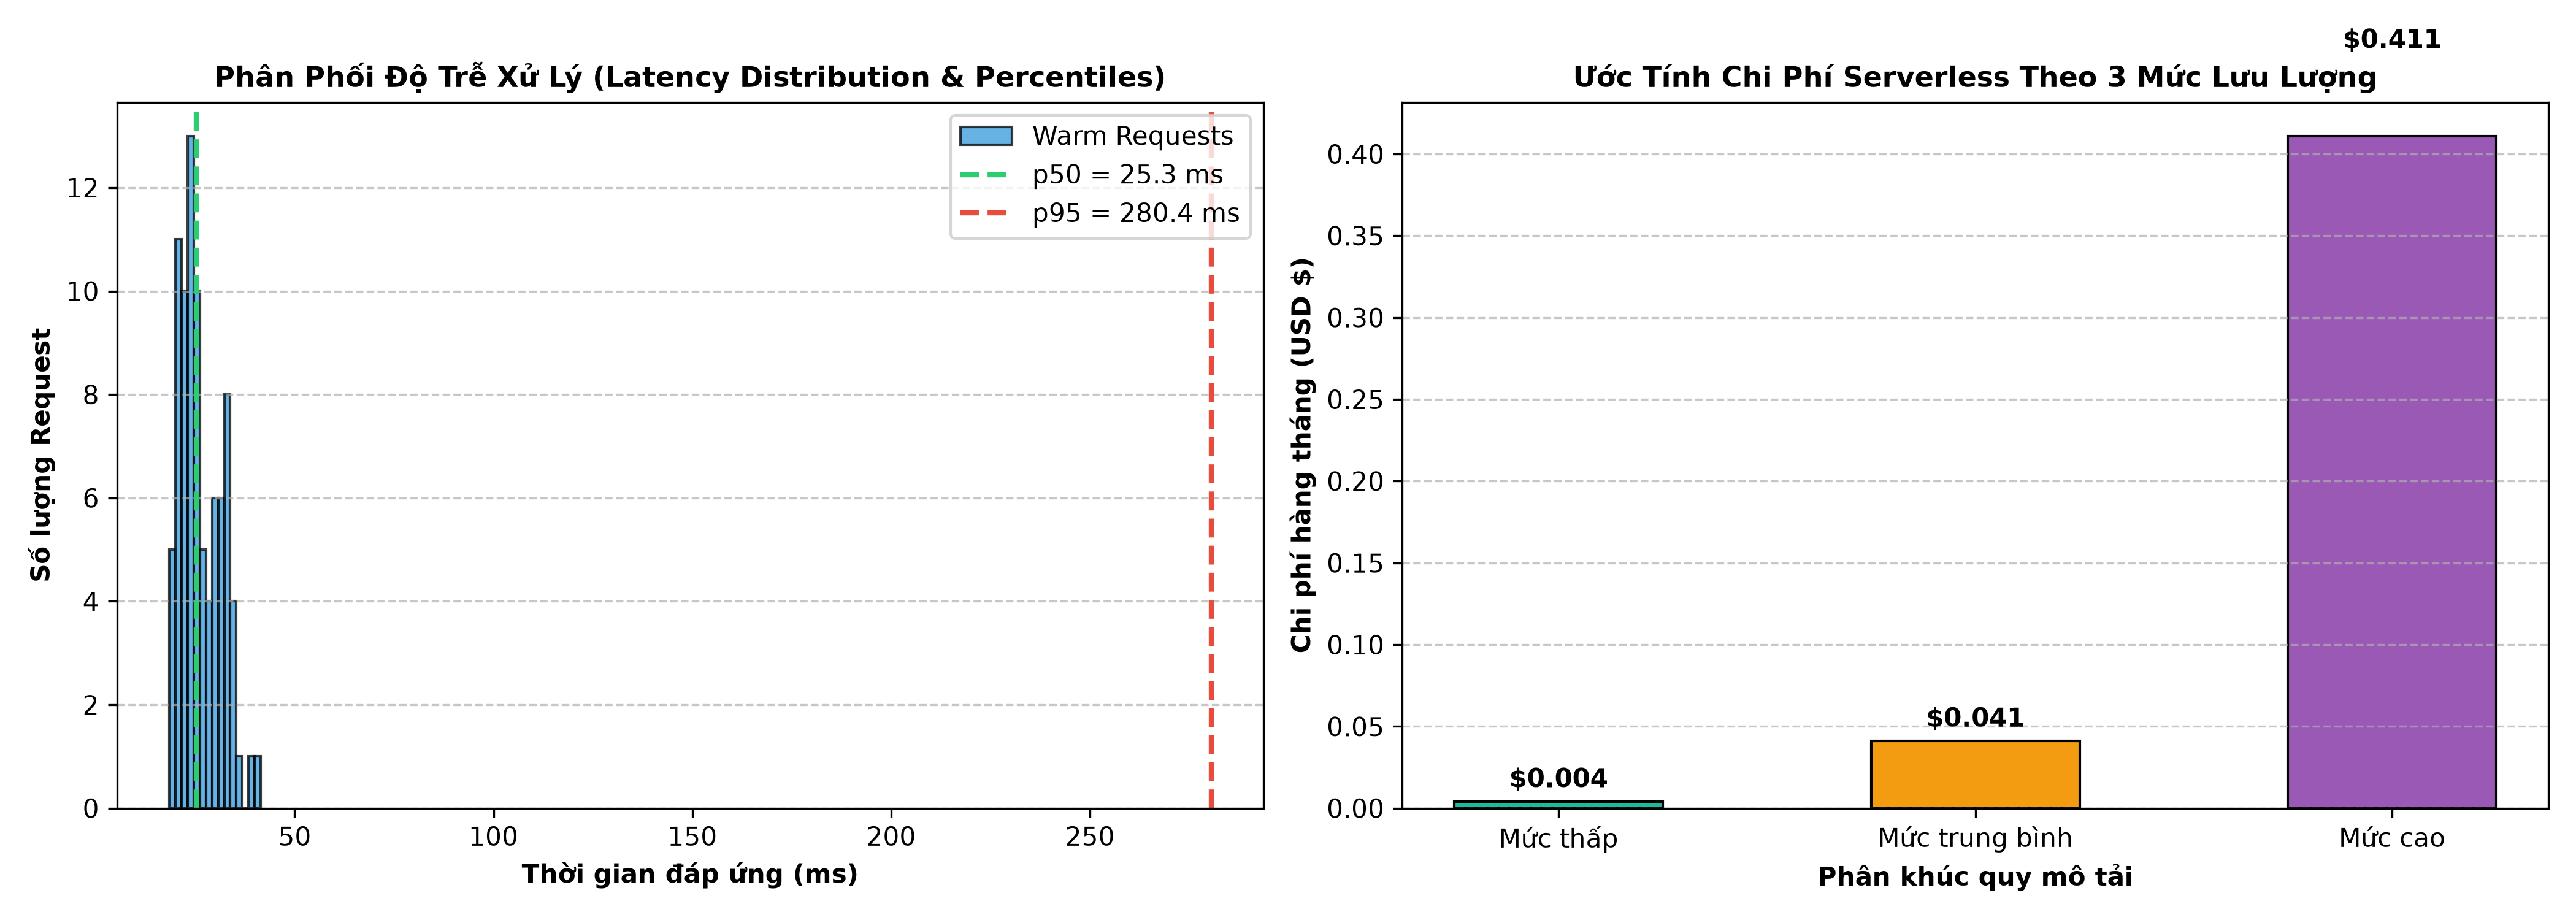 Phân Phối Độ Trễ Xử Lý (Latency Distribution & Percentiles)
Số lượng Request
12
10
8
6
4
2
0
Warm Requests
p50 = 25.3 ms
p95 = 280.4 ms
50
100
150
200
250
Thời gian đáp ứng (ms)
$0.411
Ước Tính Chi Phí Serverless Theo 3 Mức Lưu Lượng
Chi phí hàng tháng (USD $)
0.40
0.35
0.30
0.25
0.20
0.15
0.10
0.05
0.00
$0.004
$0.041
Mức thấp
Mức trung bình
Mức cao
Phân khúc quy mô tải